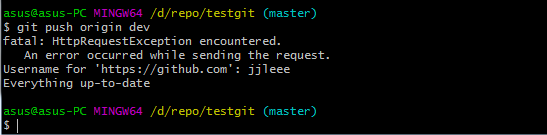 asus@asus-PC MINGW64 /d/repo/testgit (master)
$ git push origin dev
fatal: HttpRequestException encountered.
   An error occurred while sending the request.
Username for 'https://github.com': jjleee
Everything up-to-date
asus@asus-PC MINGW64 /d/repo/testgit (master)
$